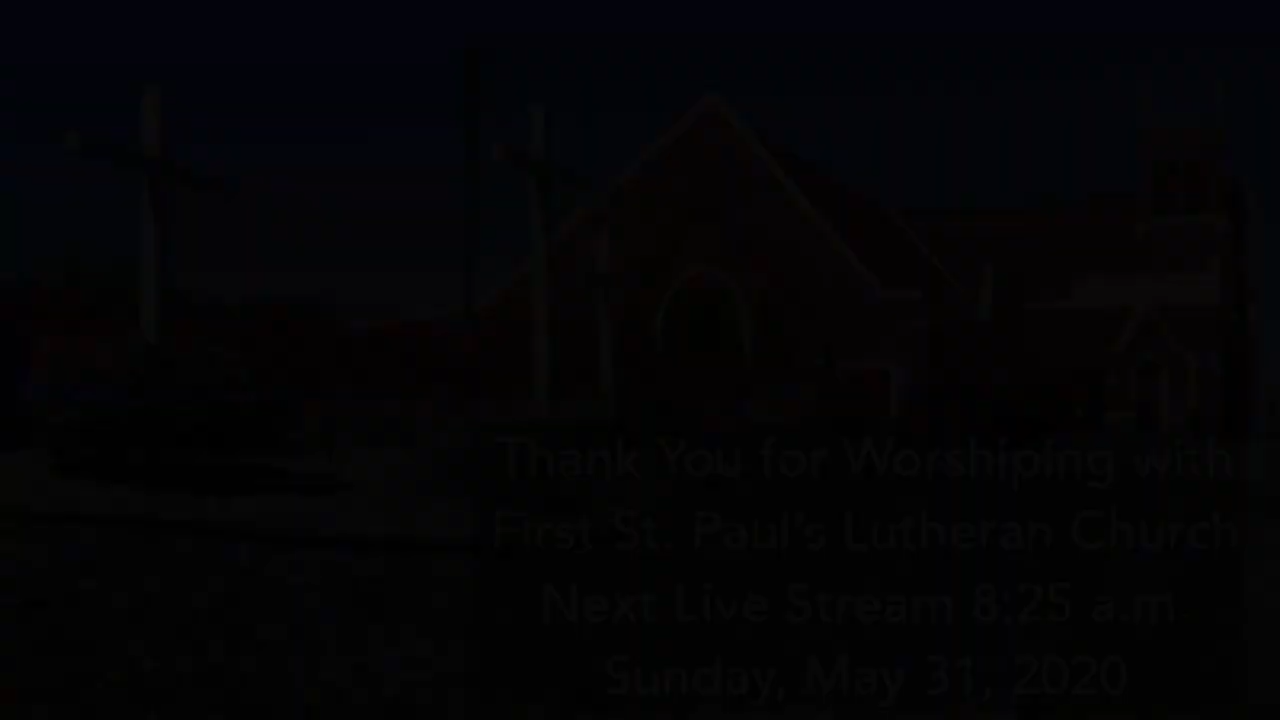 Thank You for Worshiping with
First St. Paul's Lutheran Church
Next Live Stream 8:25 a.m
Sunday, May 31, 2020